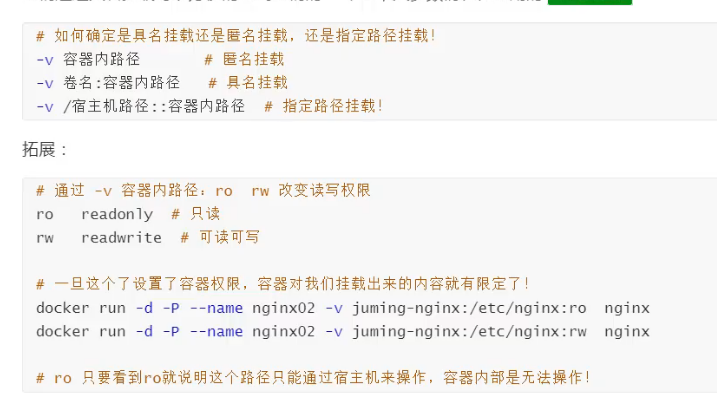 # 如何确定是具名挂载还是匿名挂载，还是指定路径挂载！
-v 容器内路径 # 匿名挂载
-v 卷名:容器内路径 # 具名挂载
-v /宿主机路径::容器内路径 # 指定路径挂载！
拓展：
# 通过 -v 容器内路径：ro rw 改变读写权限
ro readonly # 只读
rw readwrite # 可读可写
# 一旦这个了设置了容器权限，容器对我们挂载出来的内容就有限定了！
docker run -d -P --name nginx02 -v juming-nginx:/etc/nginx:ro nginx
docker run -d -P --name nginx02 -v juming-nginx:/etc/nginx:rw nginx
# ro 只要看到ro就说明这个路径只能通过宿主机来操作，容器内部是无法操作！